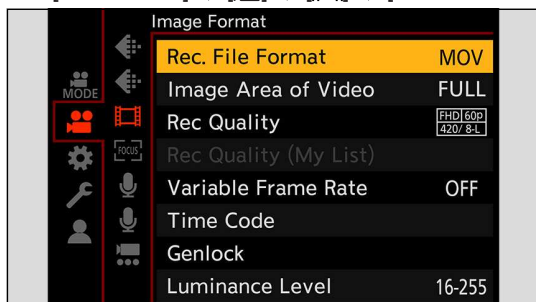 Image Format
Rec. File Format MOV
MODE
Image Area of Video FULL
Rec Quality FHD 60p
420/ 8-L
FOCUS
Rec Quality (My List)
Variable Frame Rate OFF
Time Code
Genlock
Luminance Level 16-255